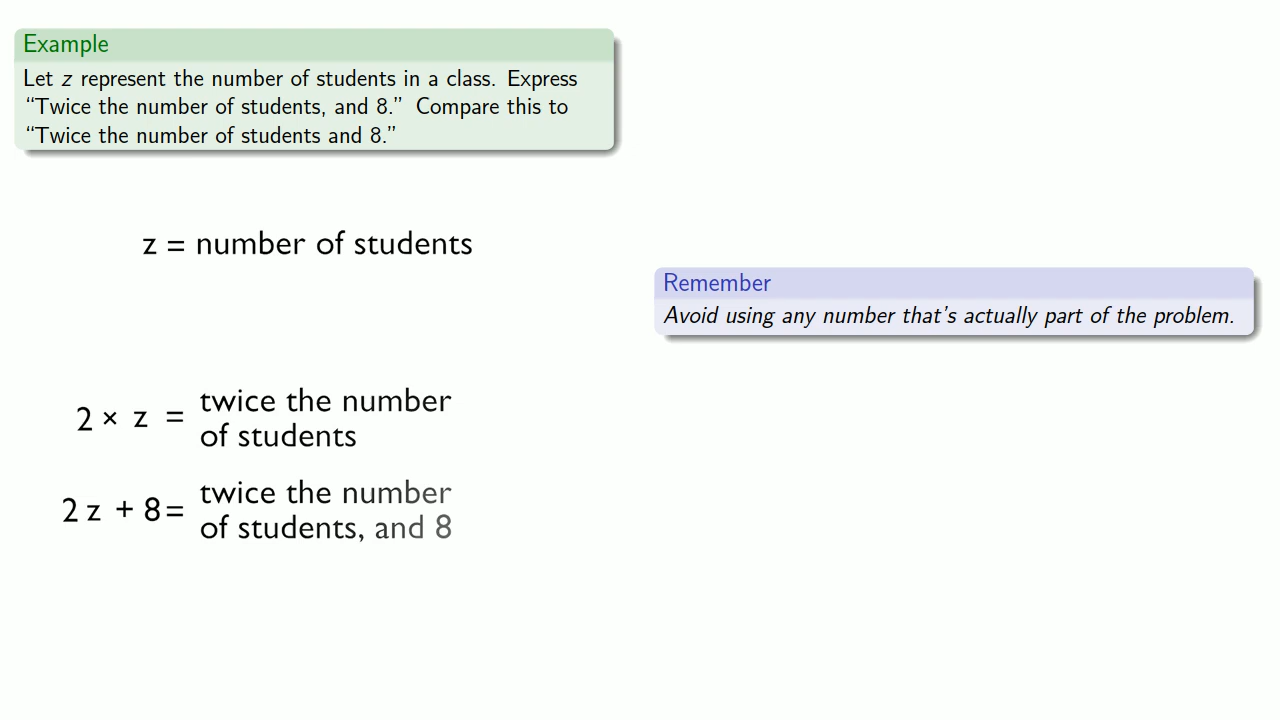 Example
Let z represent the number of students in a class. Express
“Twice the number of students, and 8.” Compare this to
“Twice the number of students and 8.”
z = number of students
Remember
Avoid using any number that’s actually part of the problem.
2 × z = twice the number
of students
2 z + 8 = twice the number
of students, and 8